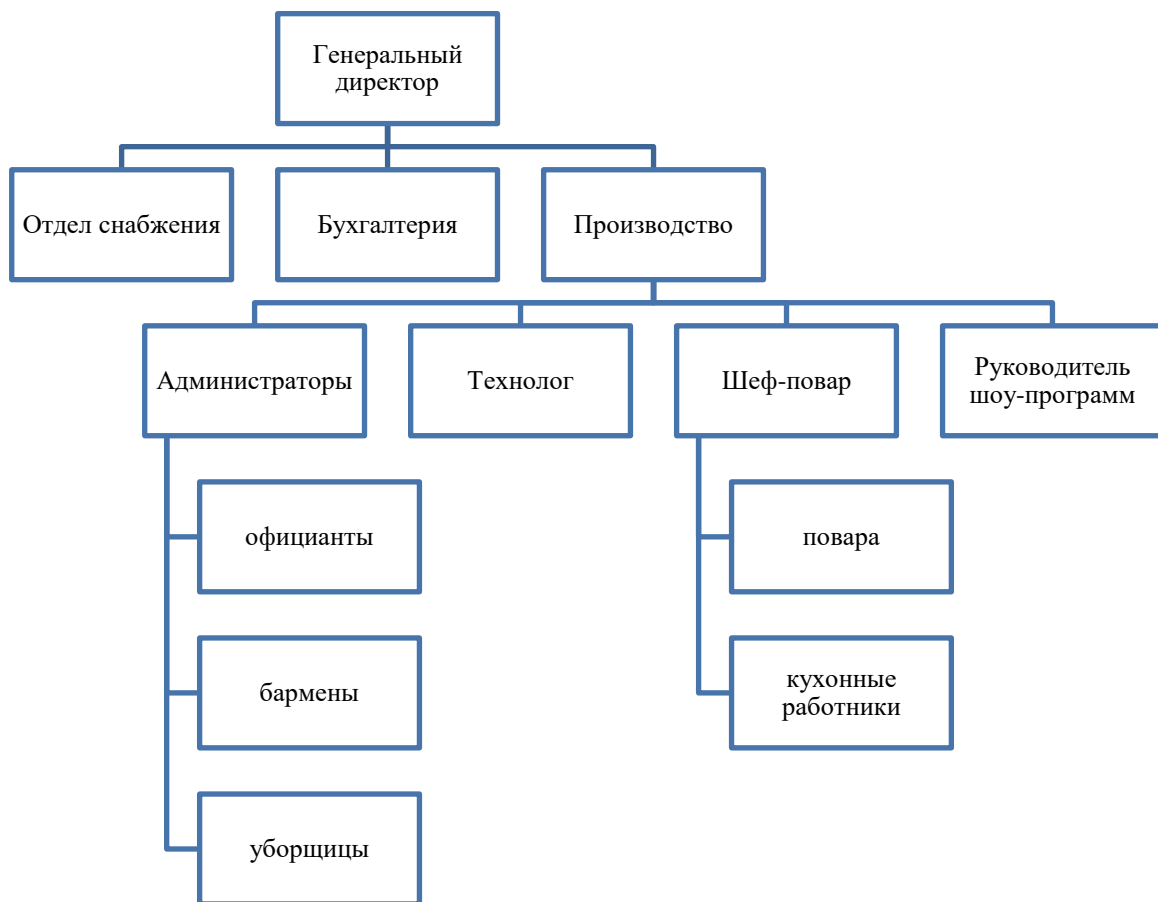 Генеральный
директор
Отдел снабжения
Бухгалтерия
Производство
Администраторы
Технолог
Шеф-повар
Руководитель
шоу-программ
официанты
повара
бармены
кухонные
работники
уборщицы